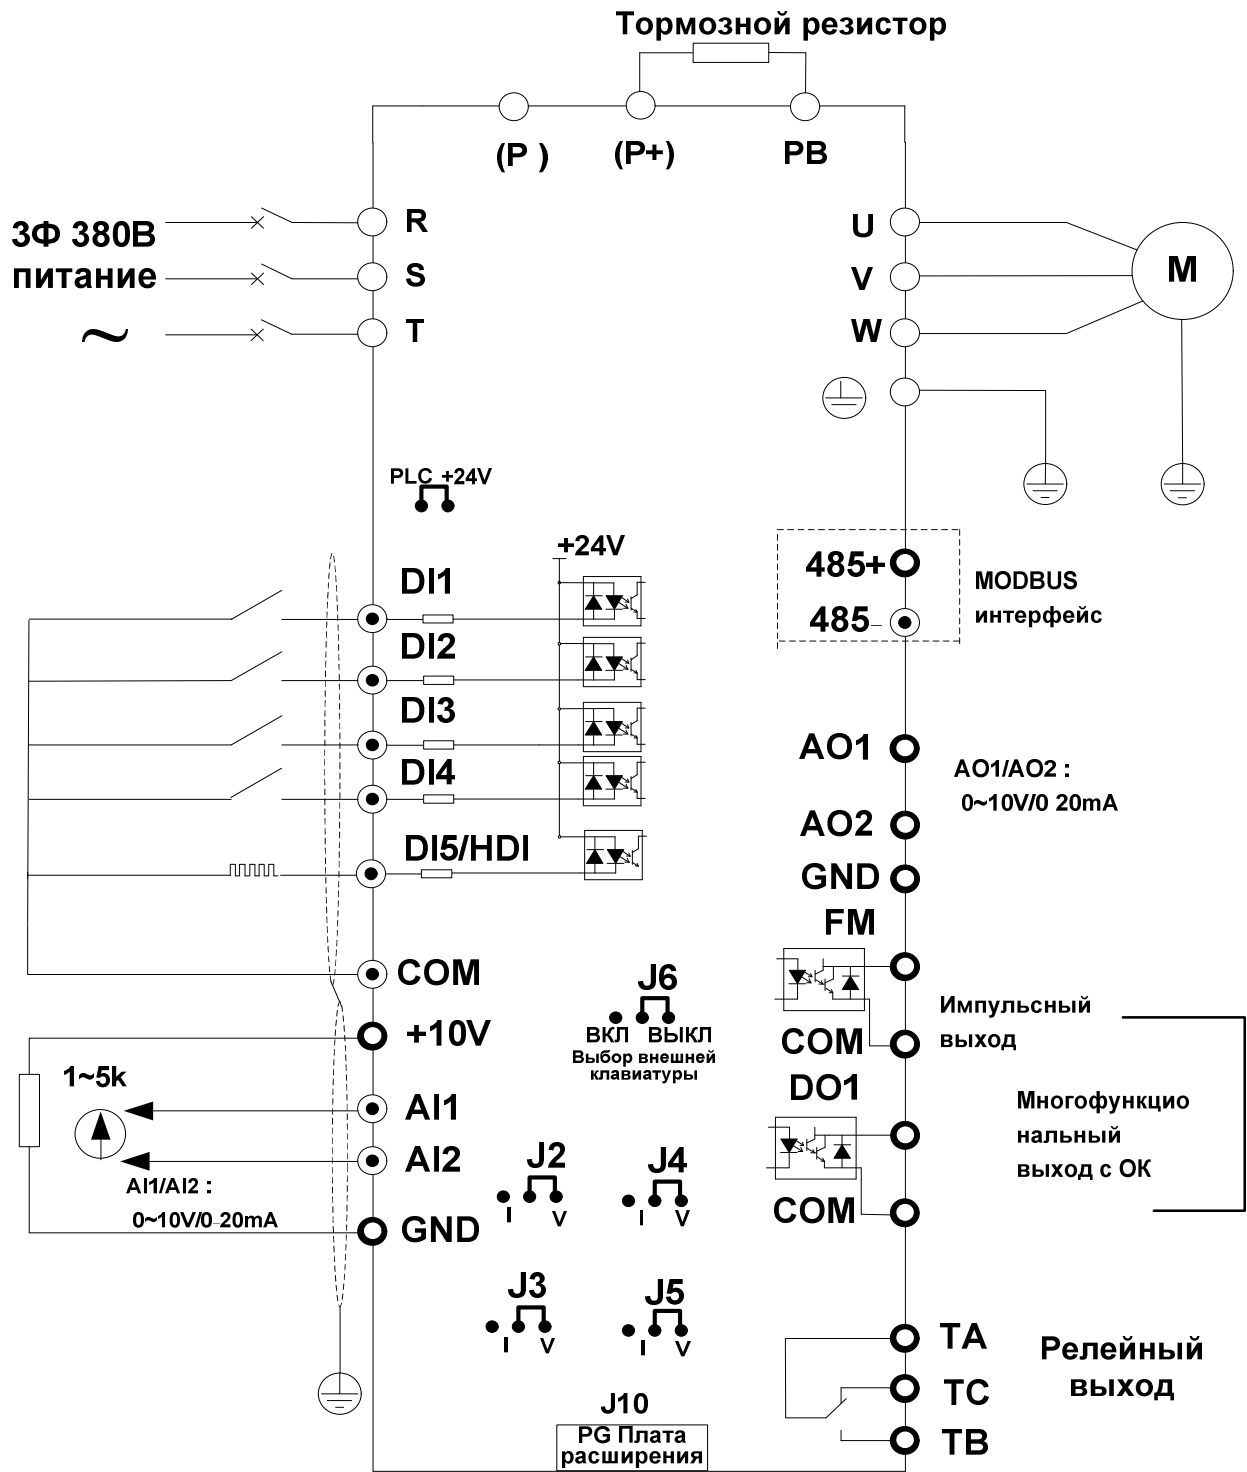 Тормозной резистор
(P )
(P+)
PB
3Ф 380В
питание
~
R
S
T
U
V
W
M
PLC +24V
+24V
DI1
DI2
DI3
DI4
DI5/HDI
COM
485+
485-
MODBUS
интерфейс
AO1
AO2
GND
AO1/AO2 :
0~10V/0 20mA
FM
COM
Импульсный
выход
J6
ВКЛ ВЫКЛ
Выбор внешней
клавиатуры
+10V
1~5k
AI1
AI2
AI1/AI2 :
0~10V/0-20mA
GND
DO1
COM
Многофункцио
нальный
выход с ОК
J2
I V
J4
I V
J3
I V
J5
I V
TA
TC
TB
Релейный
выход
J10
PG Плата
расширения